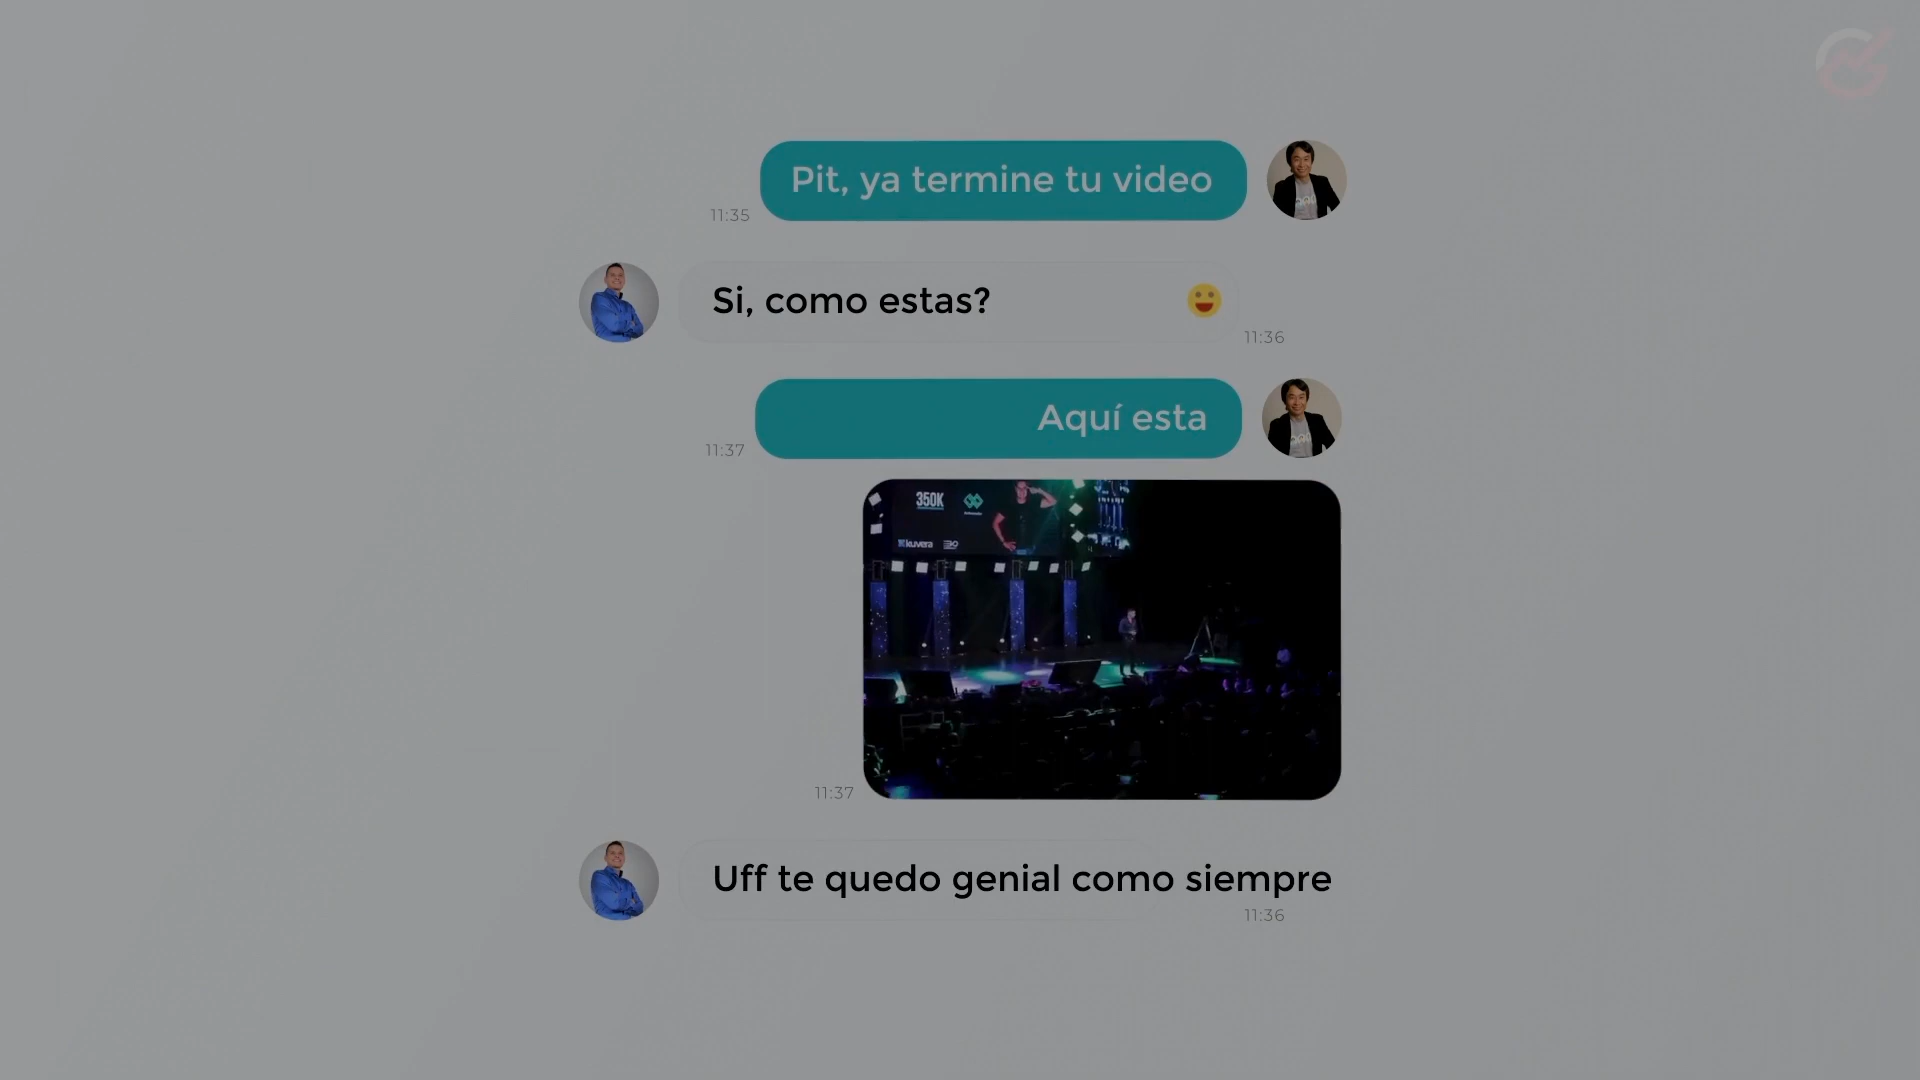 Pit, ya termine tu video
11:35
Si, como estas?
11:36
Aquí esta
11:37
350K
kuvera
11:37
Uff te quedo genial como siempre
11:36